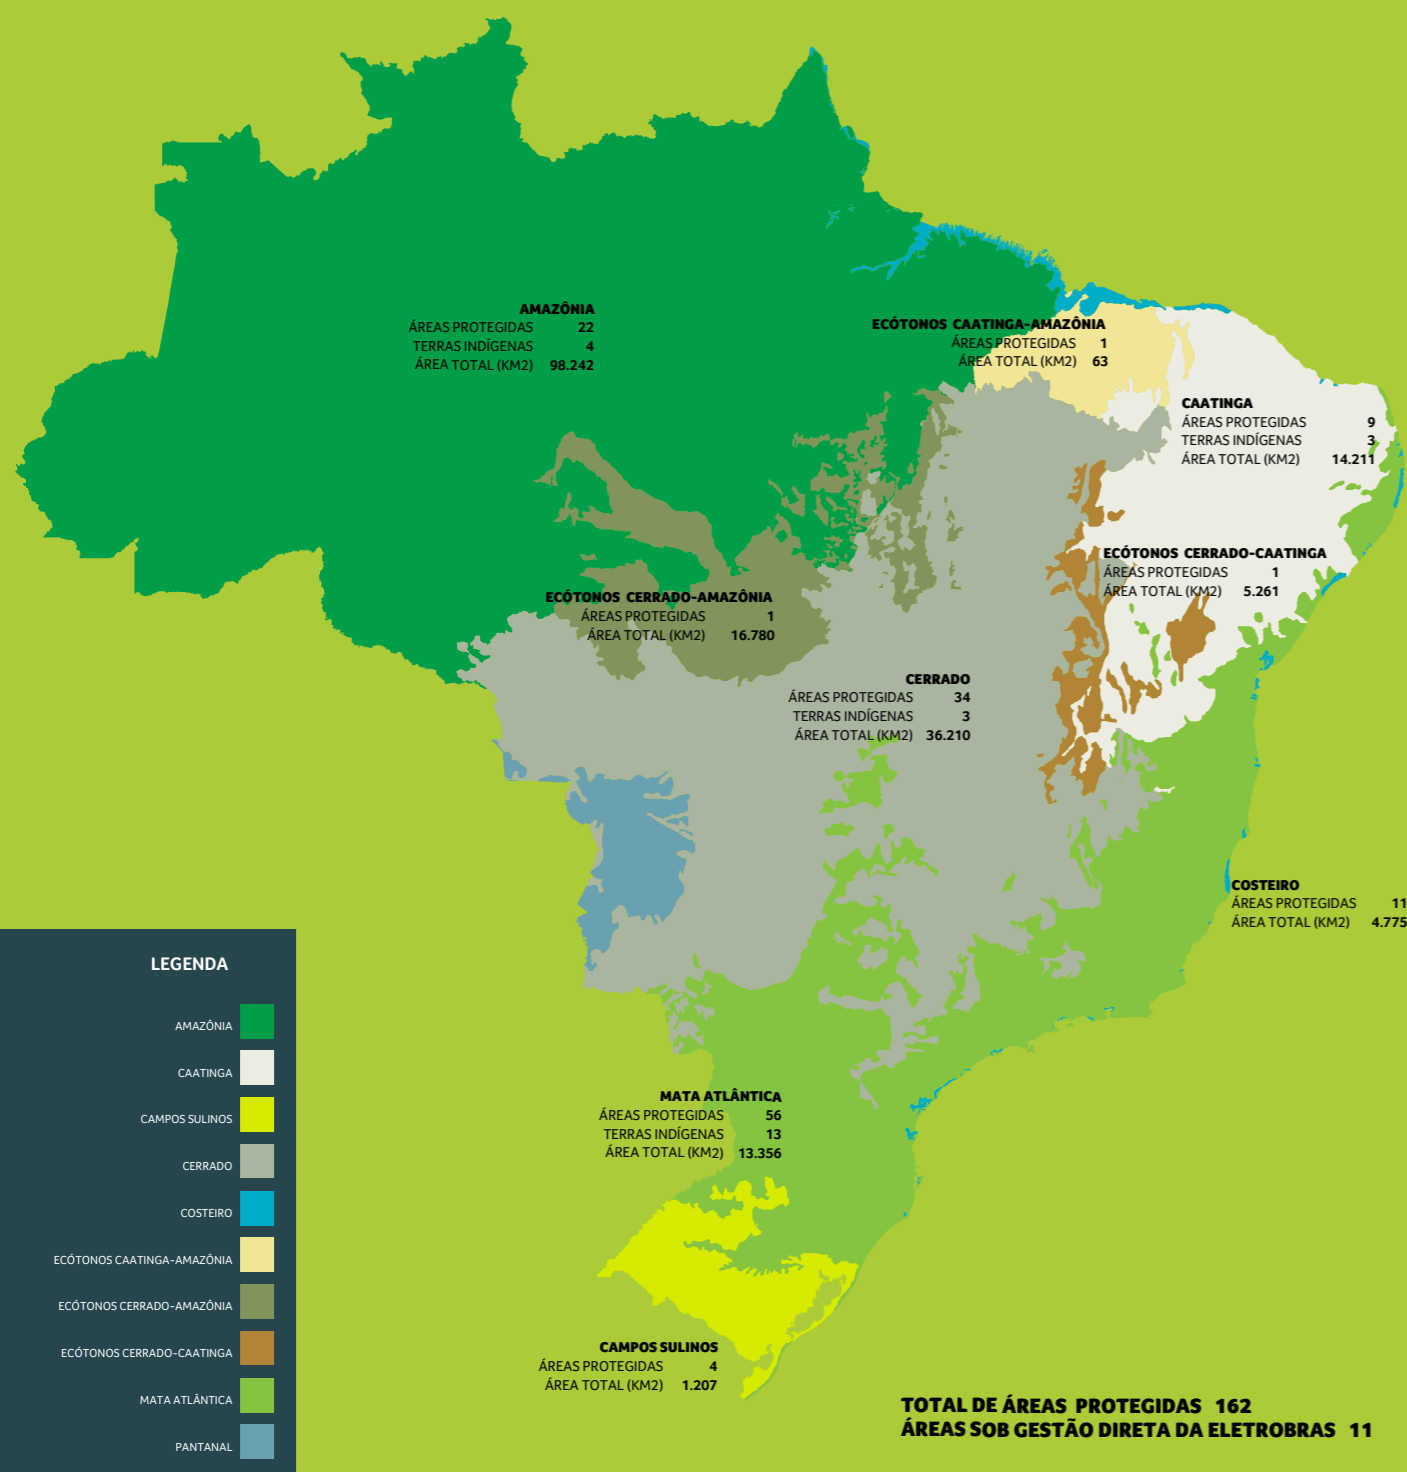 AMAZÔNIA
ÁREAS PROTEGIDAS 22
TERRAS INDÍGENAS 4
ÁREA TOTAL (KM2) 98.242
ECÓTONOS CAATINGA-AMAZÔNIA
ÁREAS PROTEGIDAS 1
ÁREA TOTAL (KM2) 63
CAATINGA
ÁREAS PROTEGIDAS 9
TERRAS INDÍGENAS 3
ÁREA TOTAL (KM2) 14.211
ECÓTONOS CERRADO-CAATINGA
ÁREAS PROTEGIDAS 1
ÁREA TOTAL (KM2) 5.261
ECÓTONOS CERRADO-AMAZÔNIA
ÁREAS PROTEGIDAS 1
ÁREA TOTAL (KM2) 16.780
CERRADO
ÁREAS PROTEGIDAS 34
TERRAS INDÍGENAS 3
ÁREA TOTAL (KM2) 36.210
COSTEIRO
ÁREAS PROTEGIDAS 11
ÁREA TOTAL (KM2) 4.775
MATA ATLÂNTICA
ÁREAS PROTEGIDAS 56
TERRAS INDÍGENAS 13
ÁREA TOTAL (KM2) 13.356
CAMPOS SULINOS
ÁREAS PROTEGIDAS 4
ÁREA TOTAL (KM2) 1.207
LEGENDA
AMAZÔNIA
CAATINGA
CAMPOS SULINOS
CERRADO
COSTEIRO
ECÓTONOS CAATINGA-AMAZÔNIA
ECÓTONOS CERRADO-AMAZÔNIA
ECÓTONOS CERRADO-CAATINGA
MATA ATLÂNTICA
PANTANAL
TOTAL DE ÁREAS PROTEGIDAS 162
ÁREAS SOB GESTÃO DIRETA DA ELETROBRAS 11